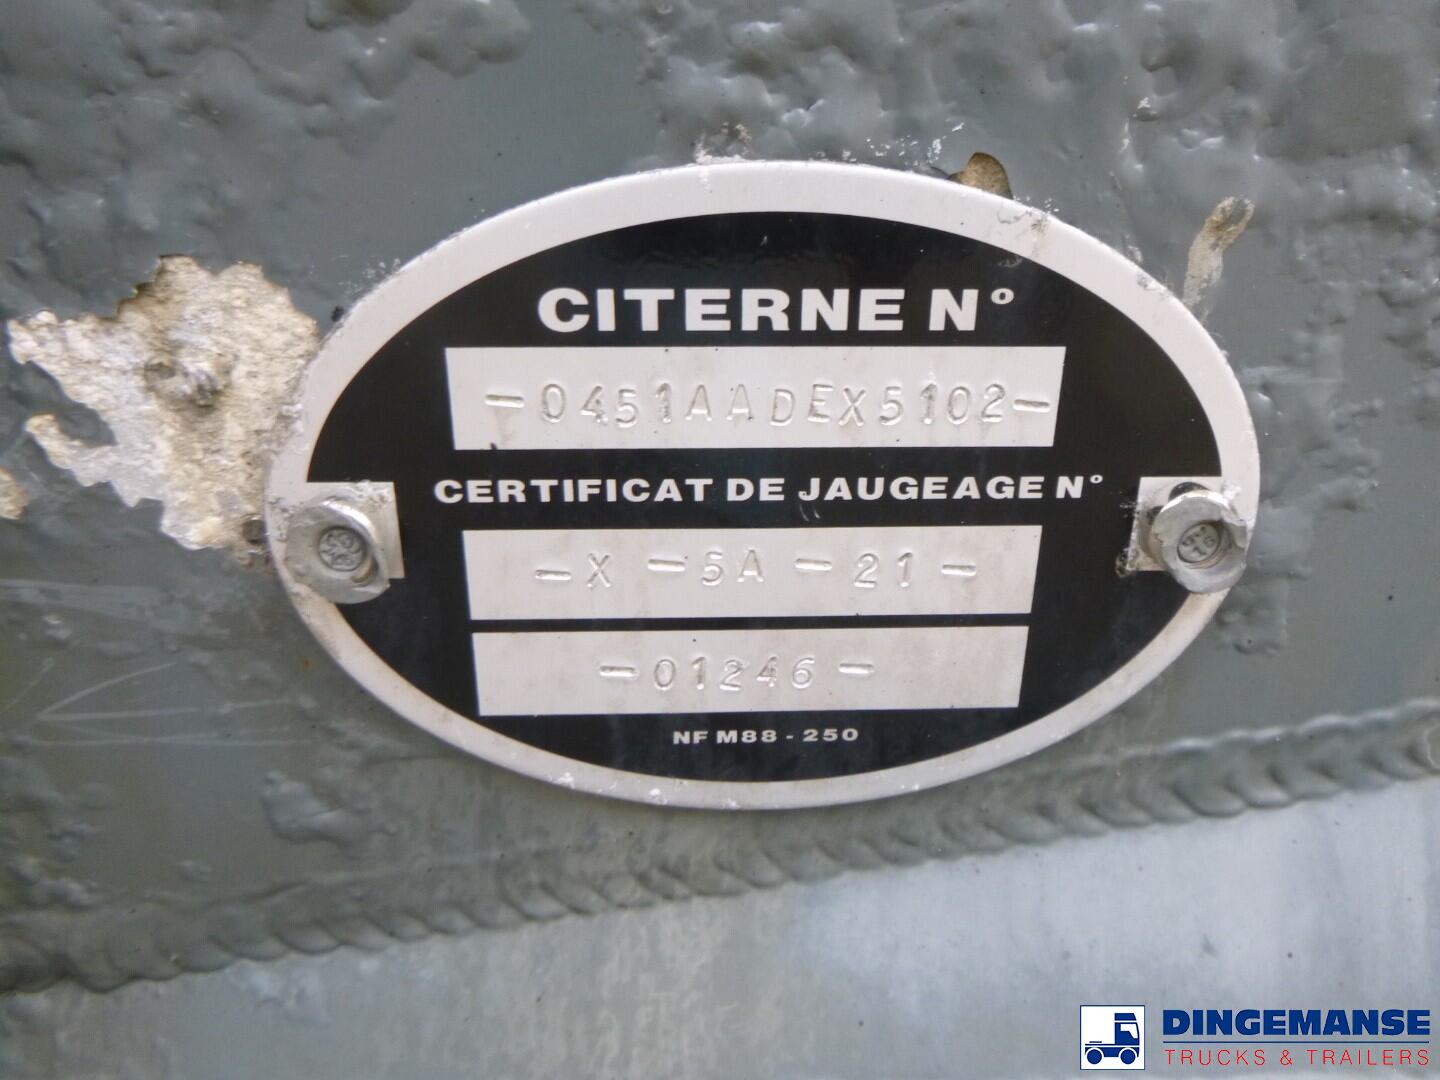 CITERNE N°
-0451AADEX5102-
CERTIFICAT DE JAUGEAGE N°
- X - 5A - 21 -
- 01246 -
NF M88 - 250
DINGEMANSE
TRUCKS & TRAILERS